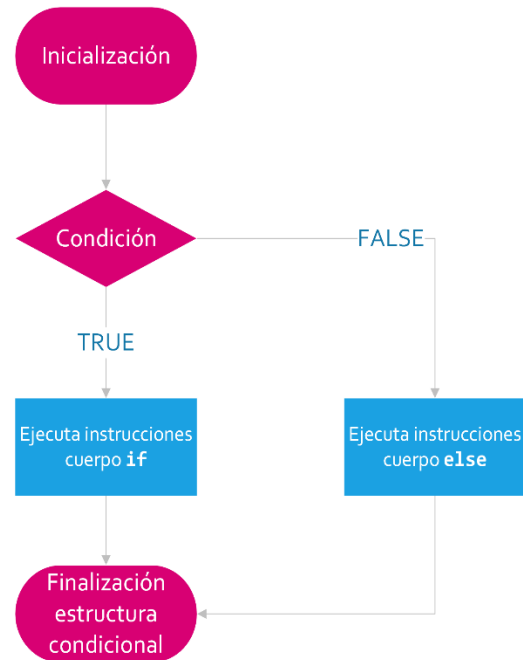 Inicialización
Condición
FALSE
TRUE
Ejecuta instrucciones
cuerpo if
Ejecuta instrucciones
cuerpo else
Finalización
estructura
condicional